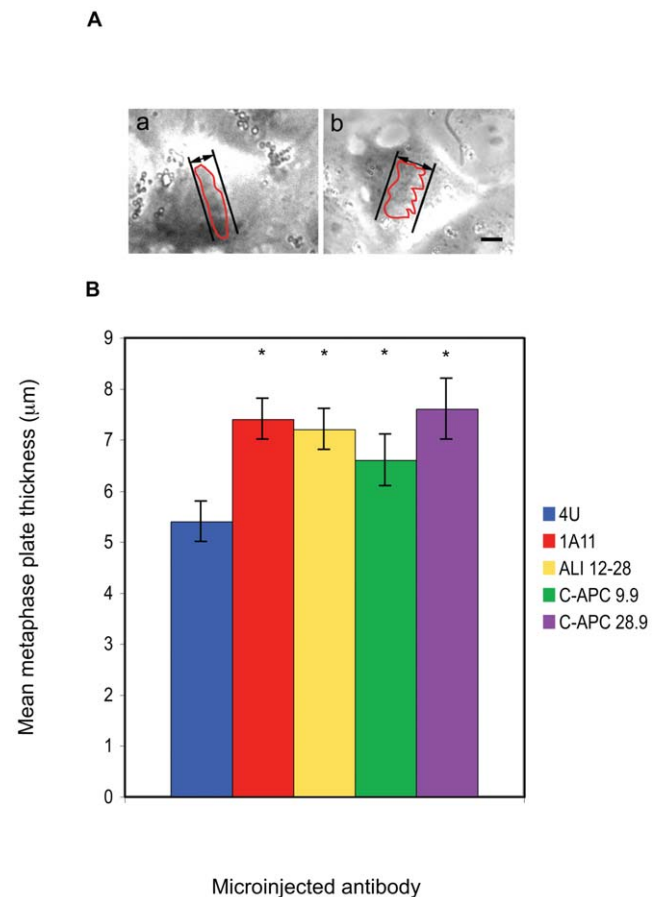 A
a
b
B
Mean metaphase plate thickness (µm)
9
8
7
6
5
4
3
2
1
0
*
*
*
*
4U
1A11
ALI 12-28
C-APC 9.9
C-APC 28.9
Microinjected antibody